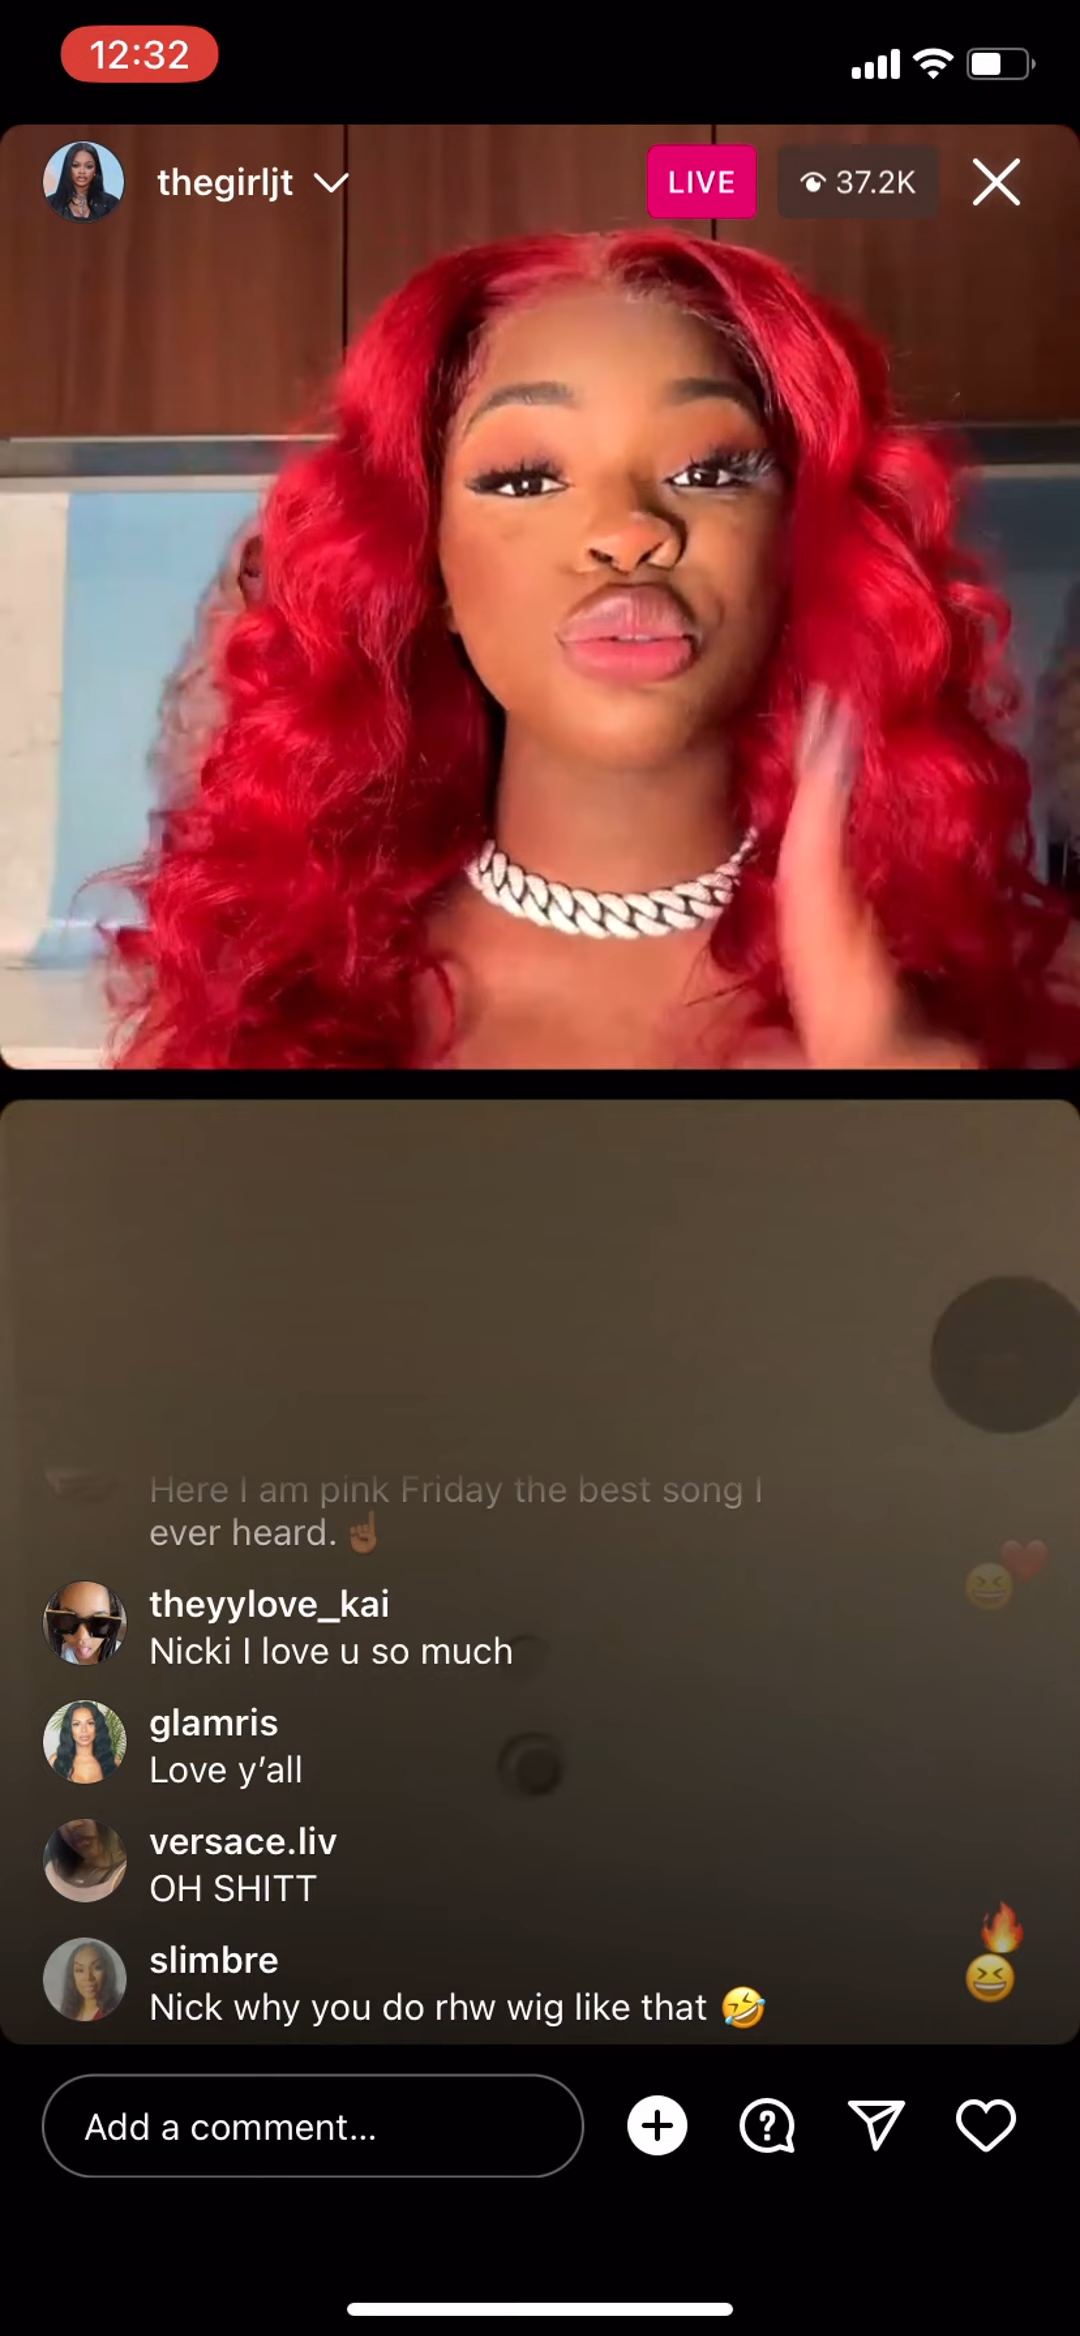 12:32
thegirljt
LIVE
37.2K
Here I am pink Friday the best song I
ever heard. ☝🏾
theyylove_kai
Nicki I love u so much
glamris
Love y’all
versace.liv
OH SHITT
slimbre
Nick why you do rhw wig like that 🤣
Add a comment...